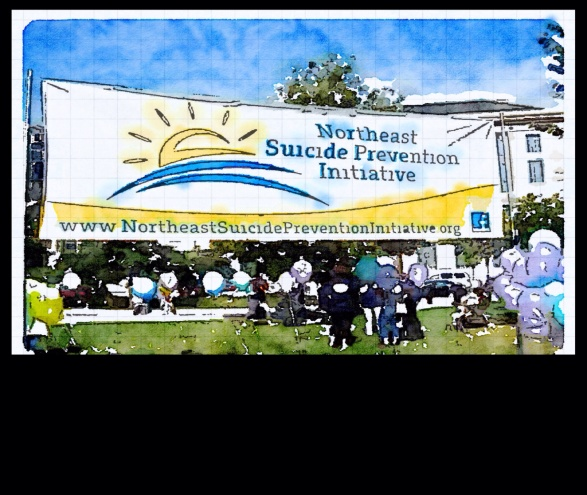 Northeast
Suicide Prevention
Initiative
www.NortheastSuicidePreventionInitiative.org
f